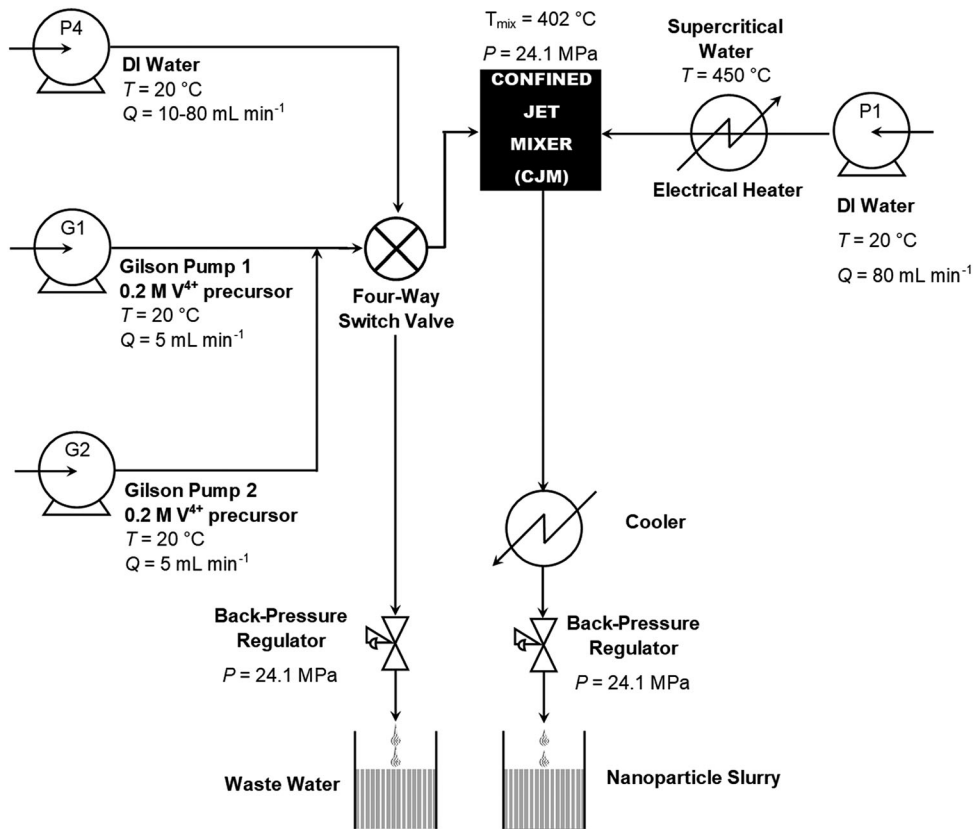 P4
DI Water
T = 20 °C
Q = 10-80 mL min⁻¹
G1
Gilson Pump 1
0.2 M V⁴⁺ precursor
T = 20 °C
Q = 5 mL min⁻¹
G2
Gilson Pump 2
0.2 M V⁴⁺ precursor
T = 20 °C
Q = 5 mL min⁻¹
Four-Way
Switch Valve
T_mix = 402 °C
P = 24.1 MPa
CONFINED
JET
MIXER
(CJM)
Supercritical
Water
T = 450 °C
Electrical Heater
P1
DI Water
T = 20 °C
Q = 80 mL min⁻¹
Cooler
Back-Pressure
Regulator
P = 24.1 MPa
Back-Pressure
Regulator
P = 24.1 MPa
Waste Water
Nanoparticle Slurry